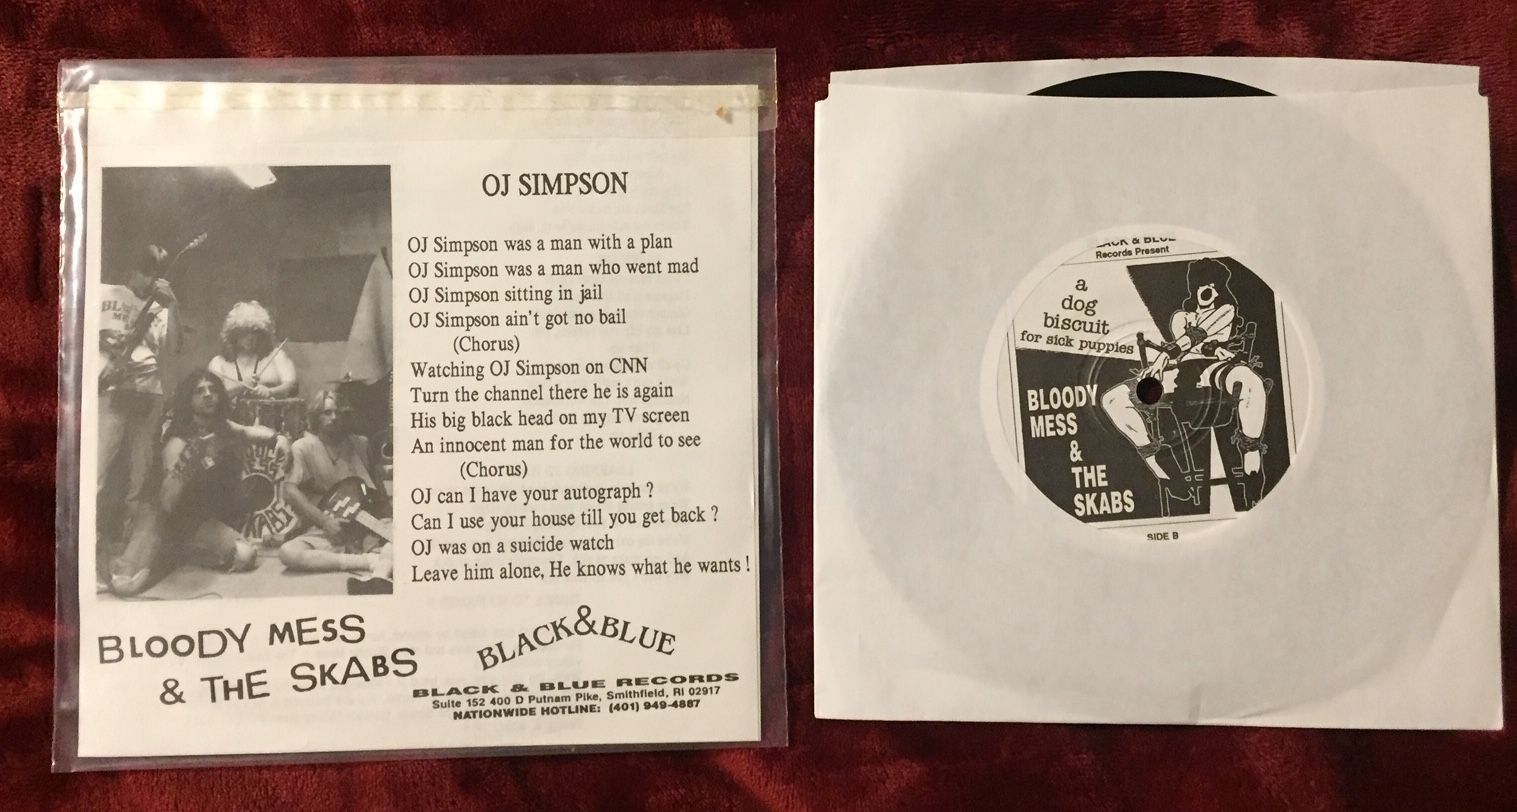 OJ SIMPSON
OJ Simpson was a man with a plan
OJ Simpson was a man who went mad
OJ Simpson sitting in jail
OJ Simpson ain't got no bail
(Chorus)
Watching OJ Simpson on CNN
Turn the channel there he is again
His big black head on my TV screen
An innocent man for the world to see
(Chorus)
OJ can I have your autograph ?
Can I use your house till you get back ?
OJ was on a suicide watch
Leave him alone, He knows what he wants !
BLOODY MESS
& THE SKABS
BLACK&BLUE
BLACK & BLUE RECORDS
Suite 152 400 D Putnam Pike, Smithfield, RI 02917
NATIONWIDE HOTLINE: (401) 949-4887
& BLUE
Records Present
a
dog
biscuit
for sick puppies
BLOODY
MESS
&
THE
SKABS
SIDE B